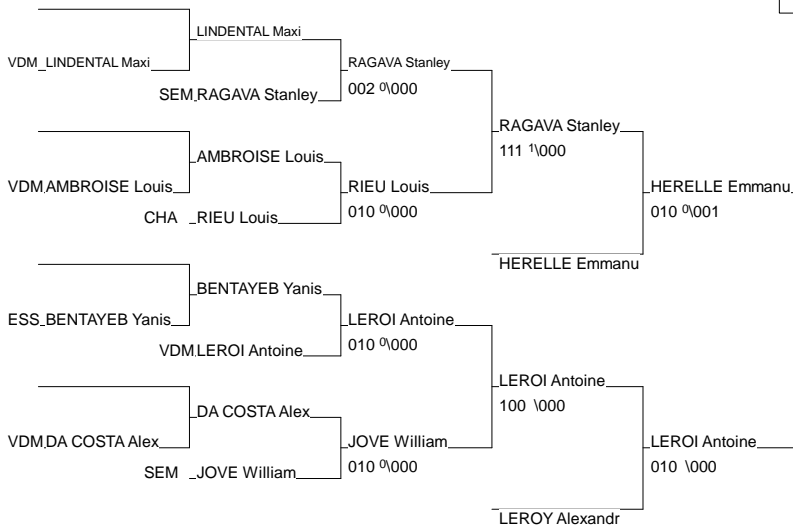 LINDENTAL Maxi
VDM LINDENTAL Maxi
RAGAVA Stanley
SEM RAGAVA Stanley
002 0\000
RAGAVA Stanley
111 1\000
AMBROISE Louis
VDM AMBROISE Louis
RIEU Louis
HERELLE Emmanu
CHA RIEU Louis
010 0\000
010 0\001
HERELLE Emmanu
BENTAYEB Yanis
ESS BENTAYEB Yanis
LEROI Antoine
VDM LEROI Antoine
010 0\000
LEROI Antoine
100 \000
DA COSTA Alex
VDM DA COSTA Alex
JOVE William
LEROI Antoine
SEM JOVE William
010 0\000
010 \000
LEROY Alexandr